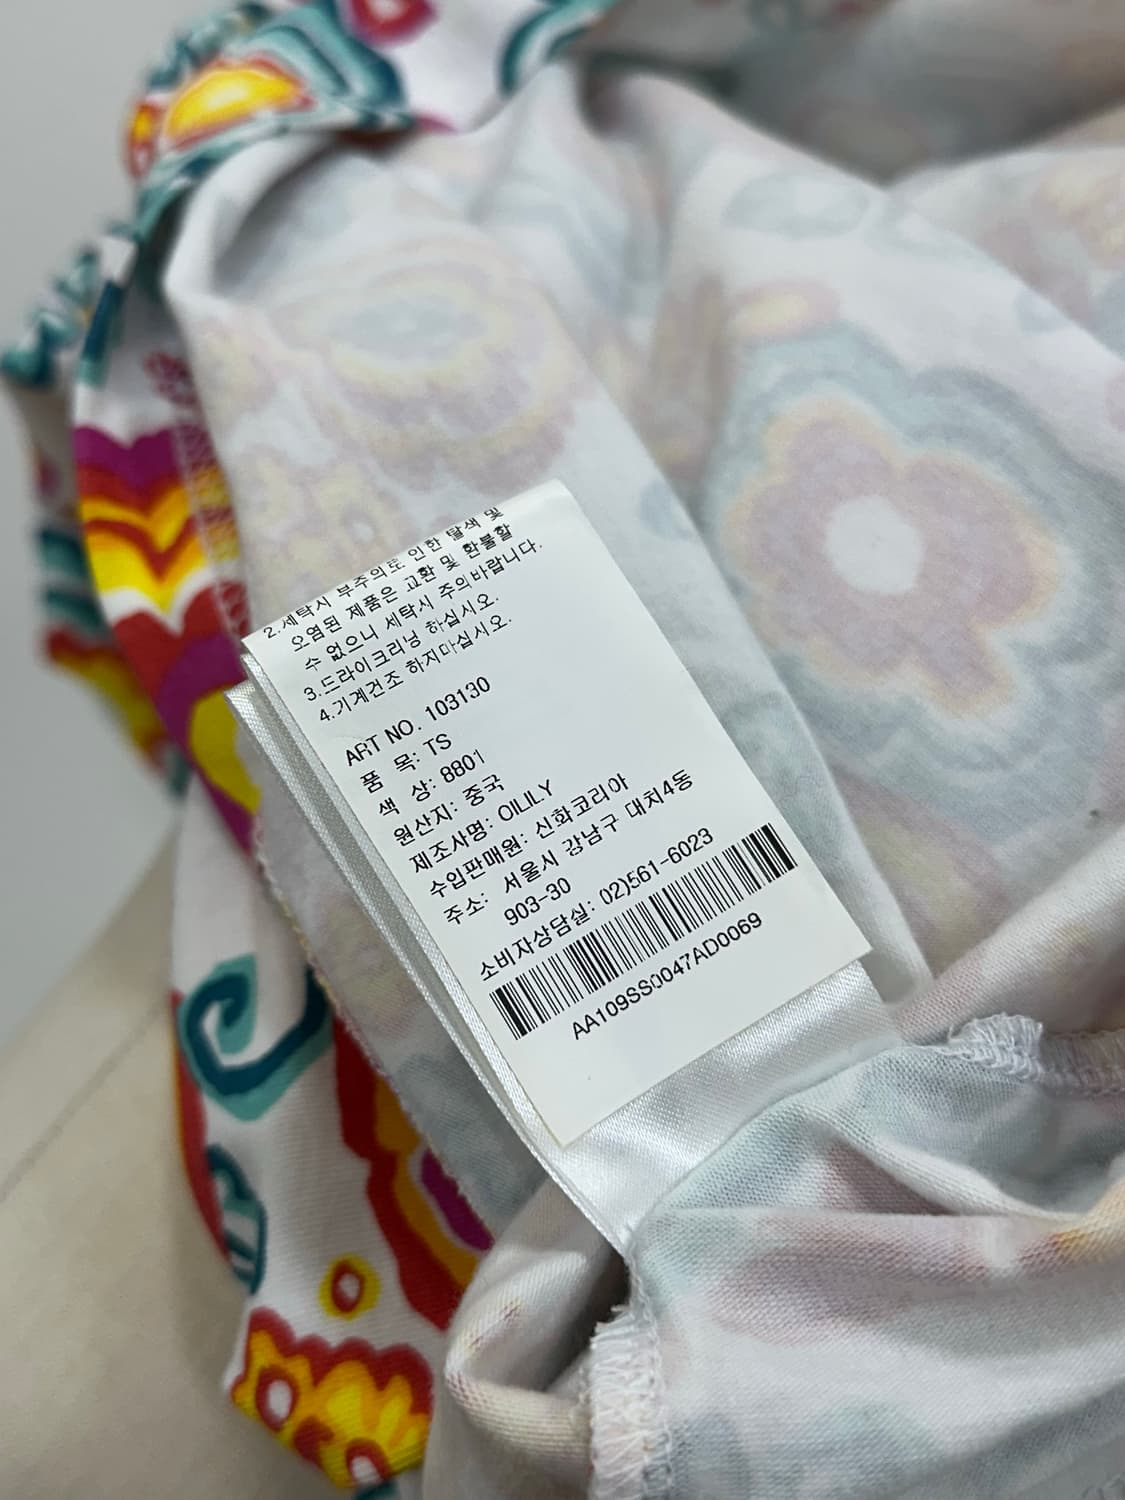 2.세탁시 부주의로 인한 탈색 및
오염된 제품은 교환 및 환불할
수 없으니 세탁시 주의바랍니다.
3.드라이크리닝 하십시오.
4.기계건조 하지마십시오.
ART NO. 103130
품 목: TS
색 상: 8801
원산지: 중국
제조사명: OILILY
수입판매원: 신화코리아
주소: 서울시 강남구 대치4동
903-30
소비자상담실: 02)561-6023
AA109SS0047AD0069